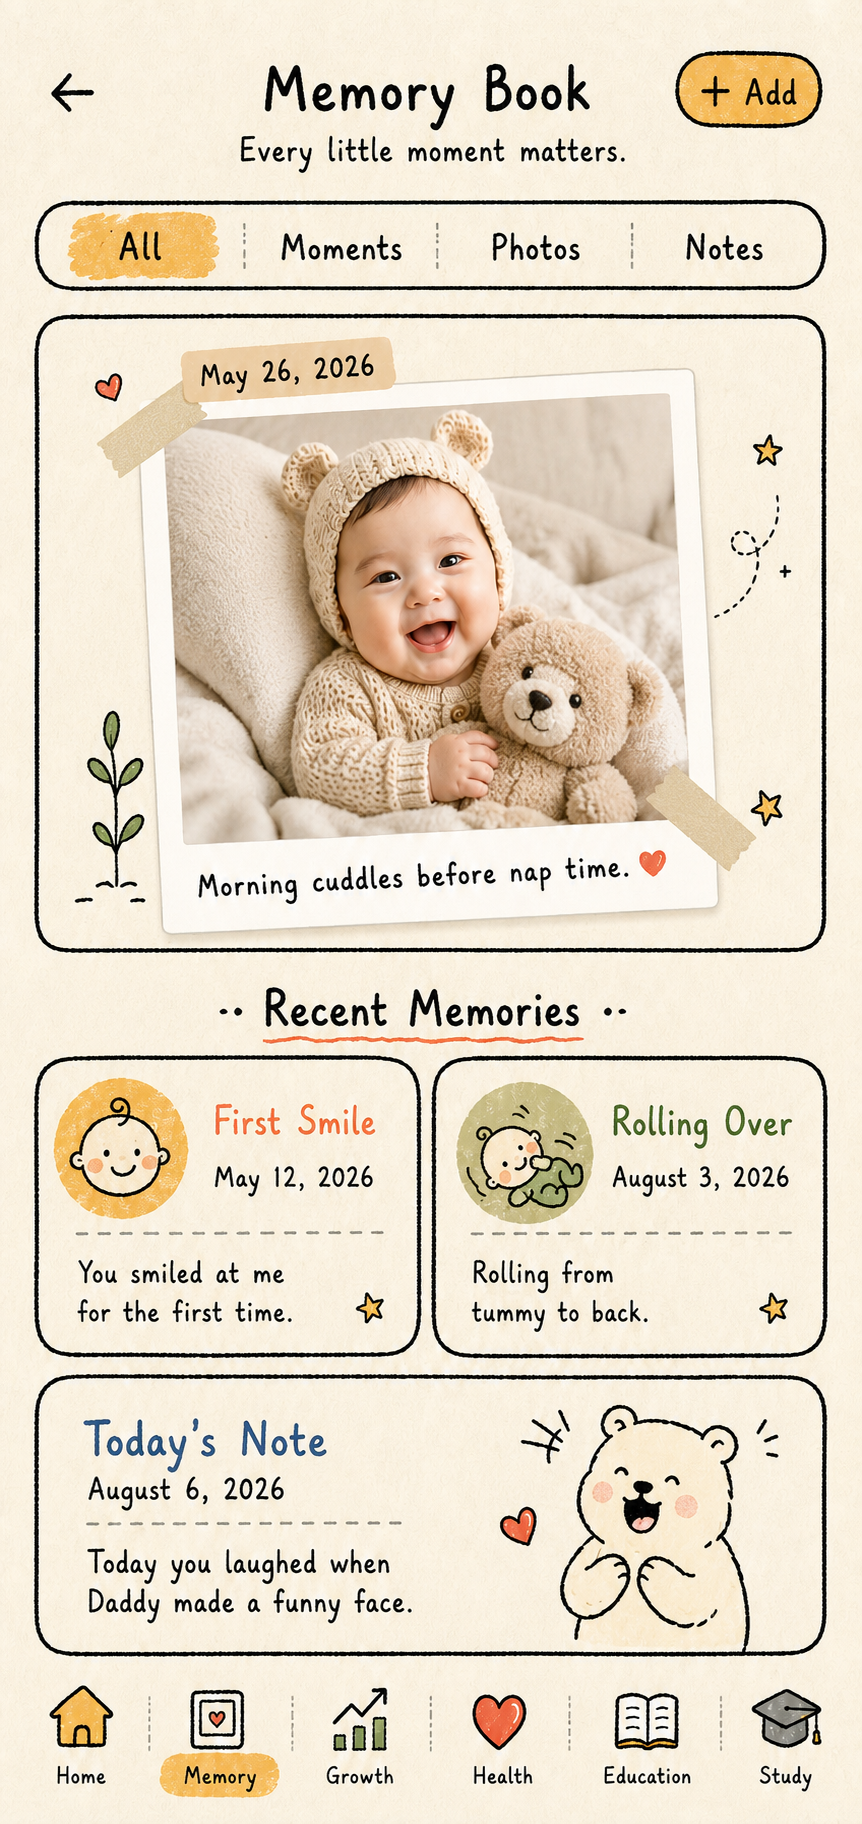 Memory Book
+ Add
Every little moment matters.
All
Moments
Photos
Notes
May 26, 2026
Morning cuddles before nap time.
Recent Memories
First Smile
May 12, 2026
You smiled at me
for the first time.
Rolling Over
August 3, 2026
Rolling from
tummy to back.
Today's Note
August 6, 2026
Today you laughed when
Daddy made a funny face.
Home
Memory
Growth
Health
Education
Study